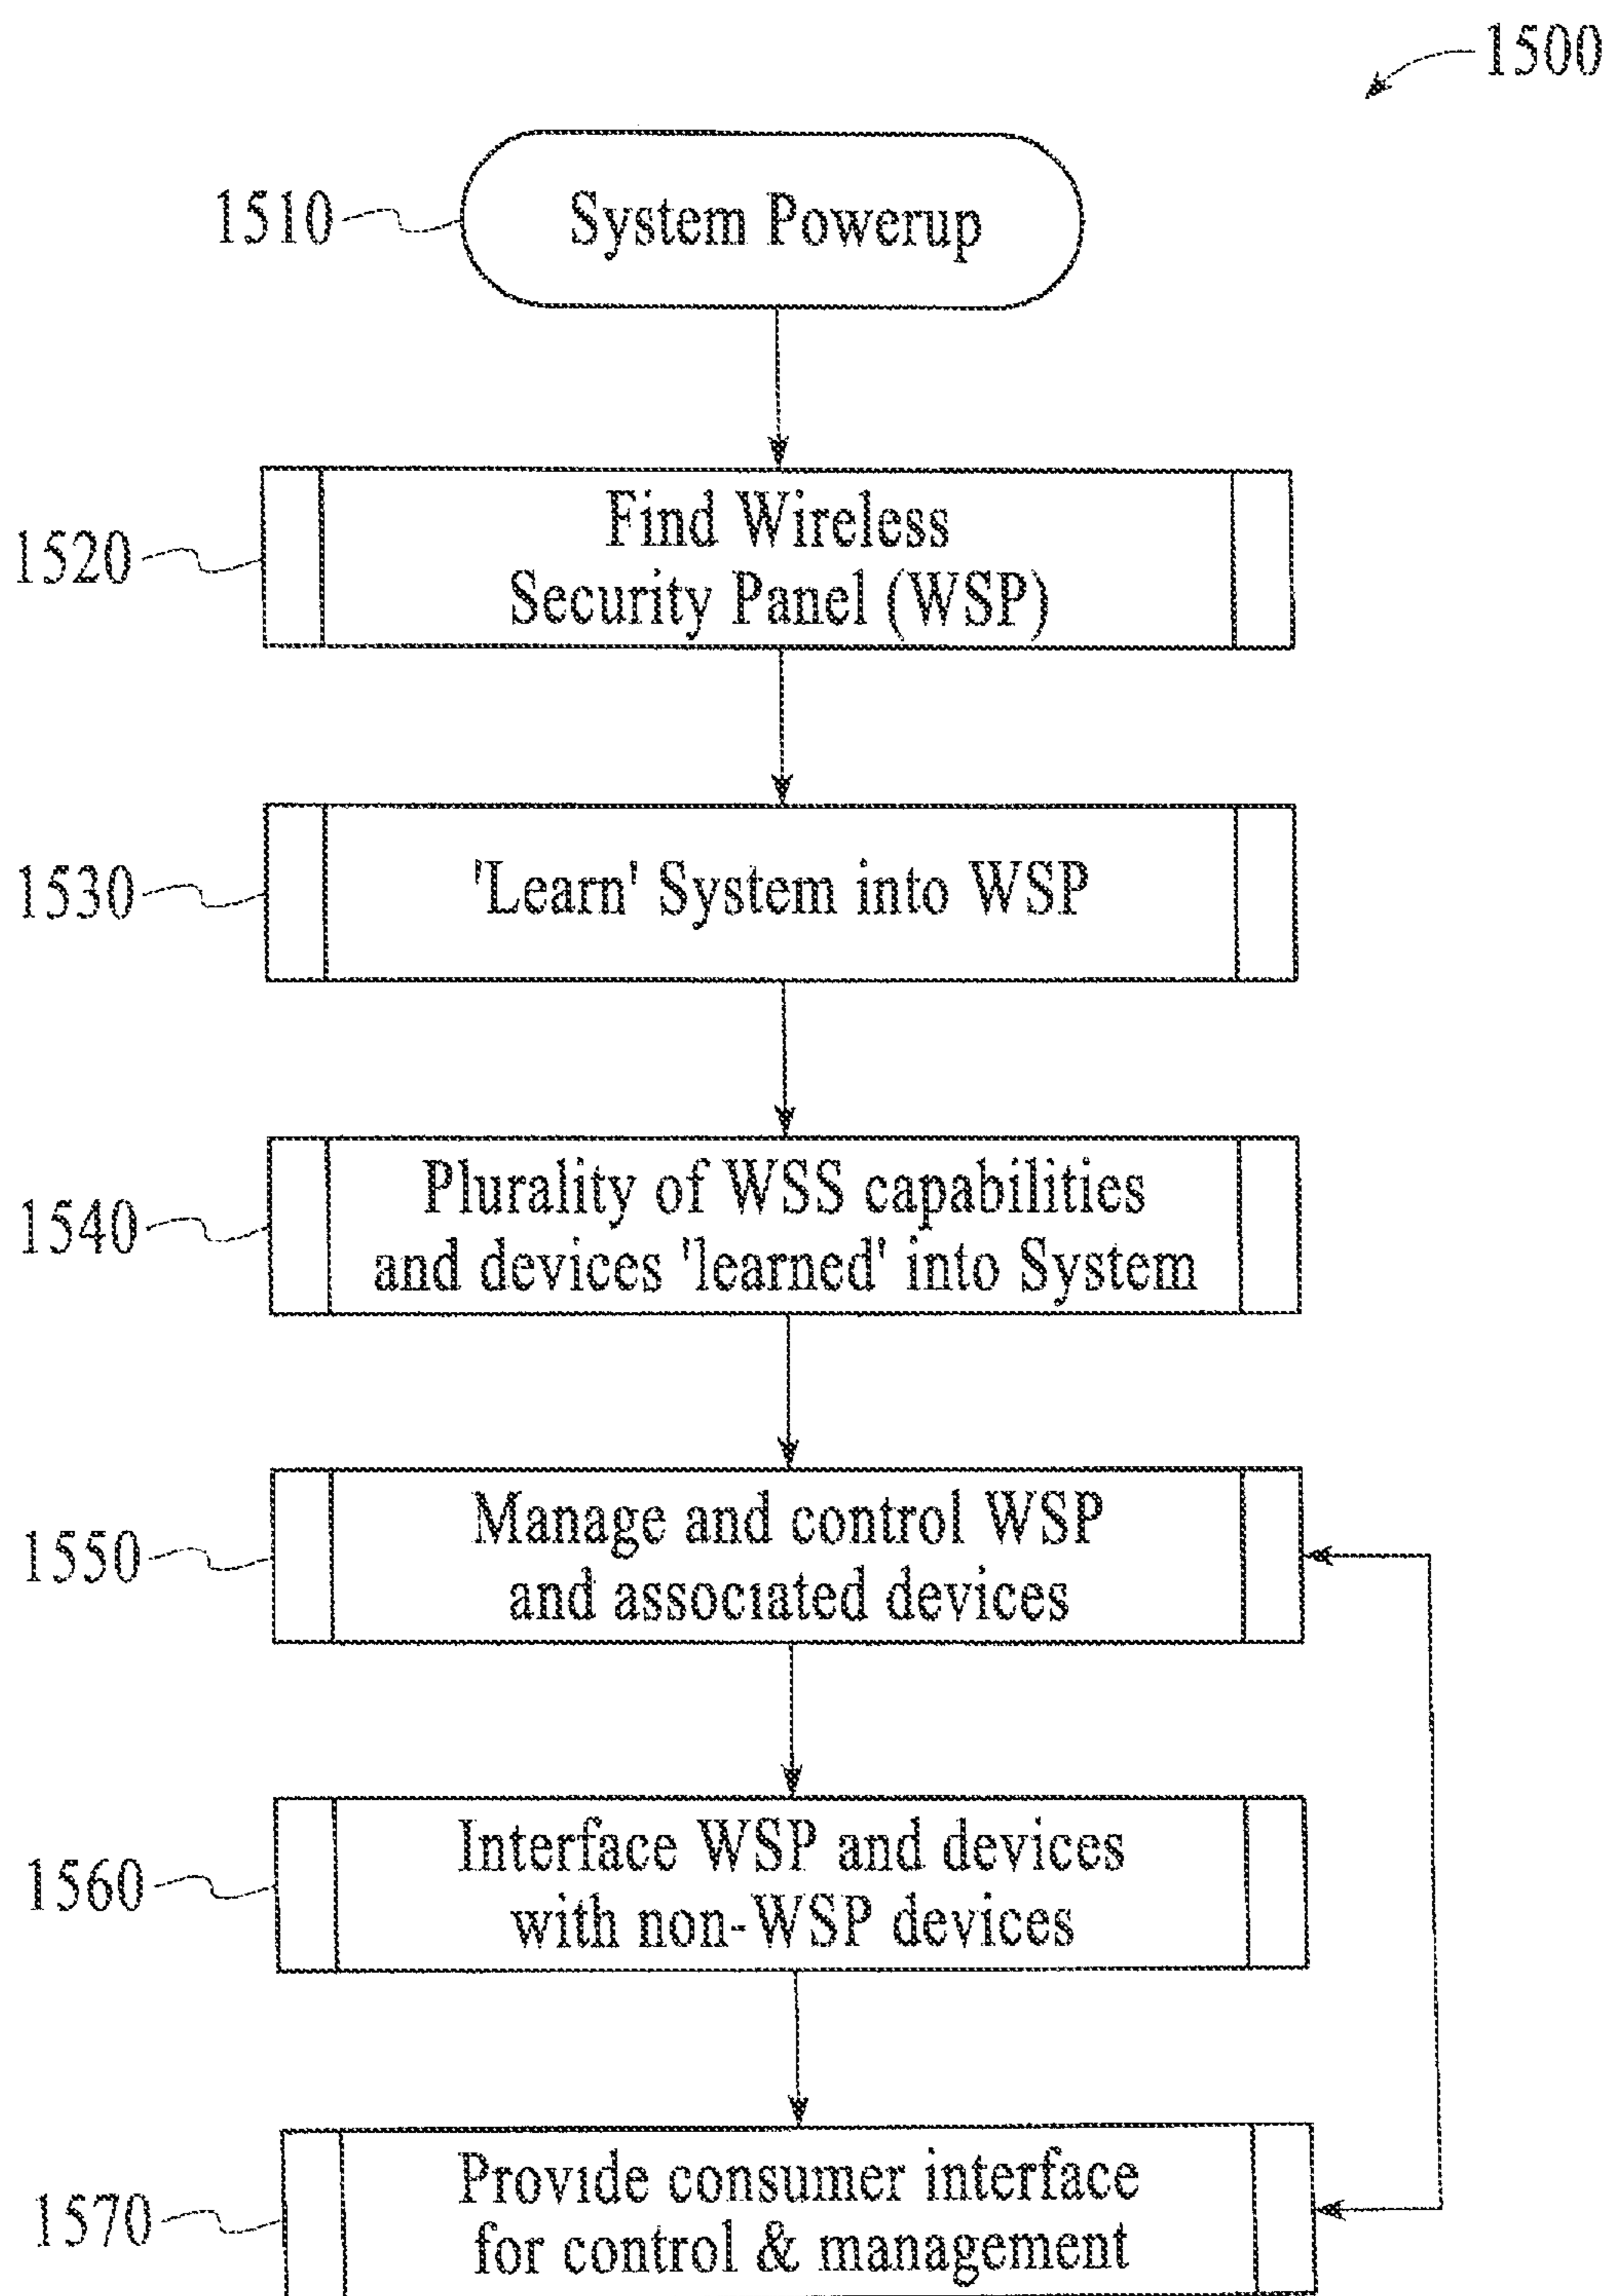 1500
1510
System Powerup
1520
Find Wireless
Security Panel (WSP)
1530
'Learn' System into WSP
1540
Plurality of WSS capabilities
and devices 'learned' into System
1550
Manage and control WSP
and associated devices
1560
Interface WSP and devices
with non-WSP devices
1570
Provide consumer interface
for control & management